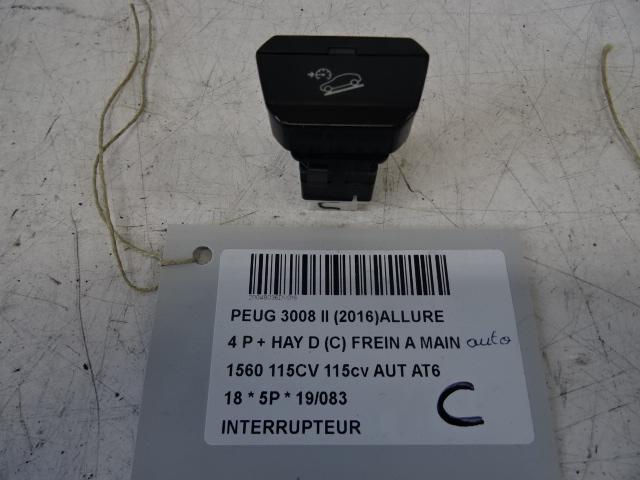 PEUG 3008 II (2016)ALLURE
4 P + HAY D (C) FREIN A MAIN auto
1560 115CV 115cv AUT AT6
18 * 5P * 19/083
C
INTERRUPTEUR